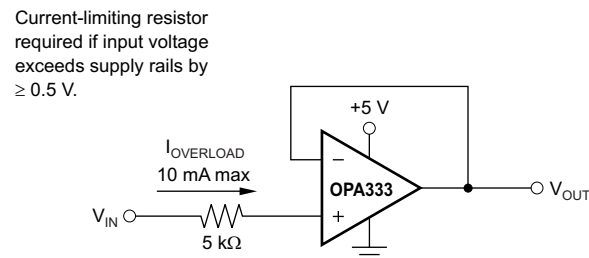 Current-limiting resistor
required if input voltage
exceeds supply rails by
≥ 0.5 V.
+5 V
I_OVERLOAD
10 mA max
−
OPA333
V_OUT
V_IN
+
5 kΩ